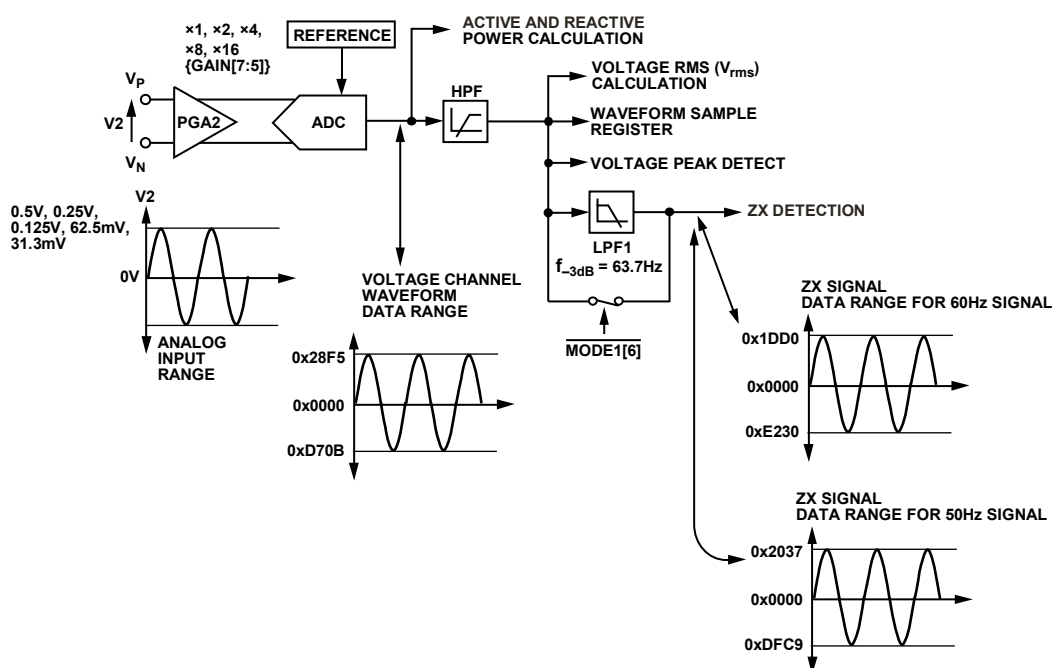 ×1, ×2, ×4,
×8, ×16
{GAIN[7:5]}
REFERENCE
ACTIVE AND REACTIVE
POWER CALCULATION
VP
V2
VN
PGA2
ADC
HPF
VOLTAGE RMS (Vrms)
CALCULATION
WAVEFORM SAMPLE
REGISTER
VOLTAGE PEAK DETECT
ZX DETECTION
LPF1
f–3dB = 63.7Hz
MODE1[6]
V2
0.5V, 0.25V,
0.125V, 62.5mV,
31.3mV
0V
ANALOG
INPUT
RANGE
VOLTAGE CHANNEL
WAVEFORM
DATA RANGE
0x28F5
0x0000
0xD70B
ZX SIGNAL
DATA RANGE FOR 60Hz SIGNAL
0x1DD0
0x0000
0xE230
ZX SIGNAL
DATA RANGE FOR 50Hz SIGNAL
0x2037
0x0000
0xDFC9